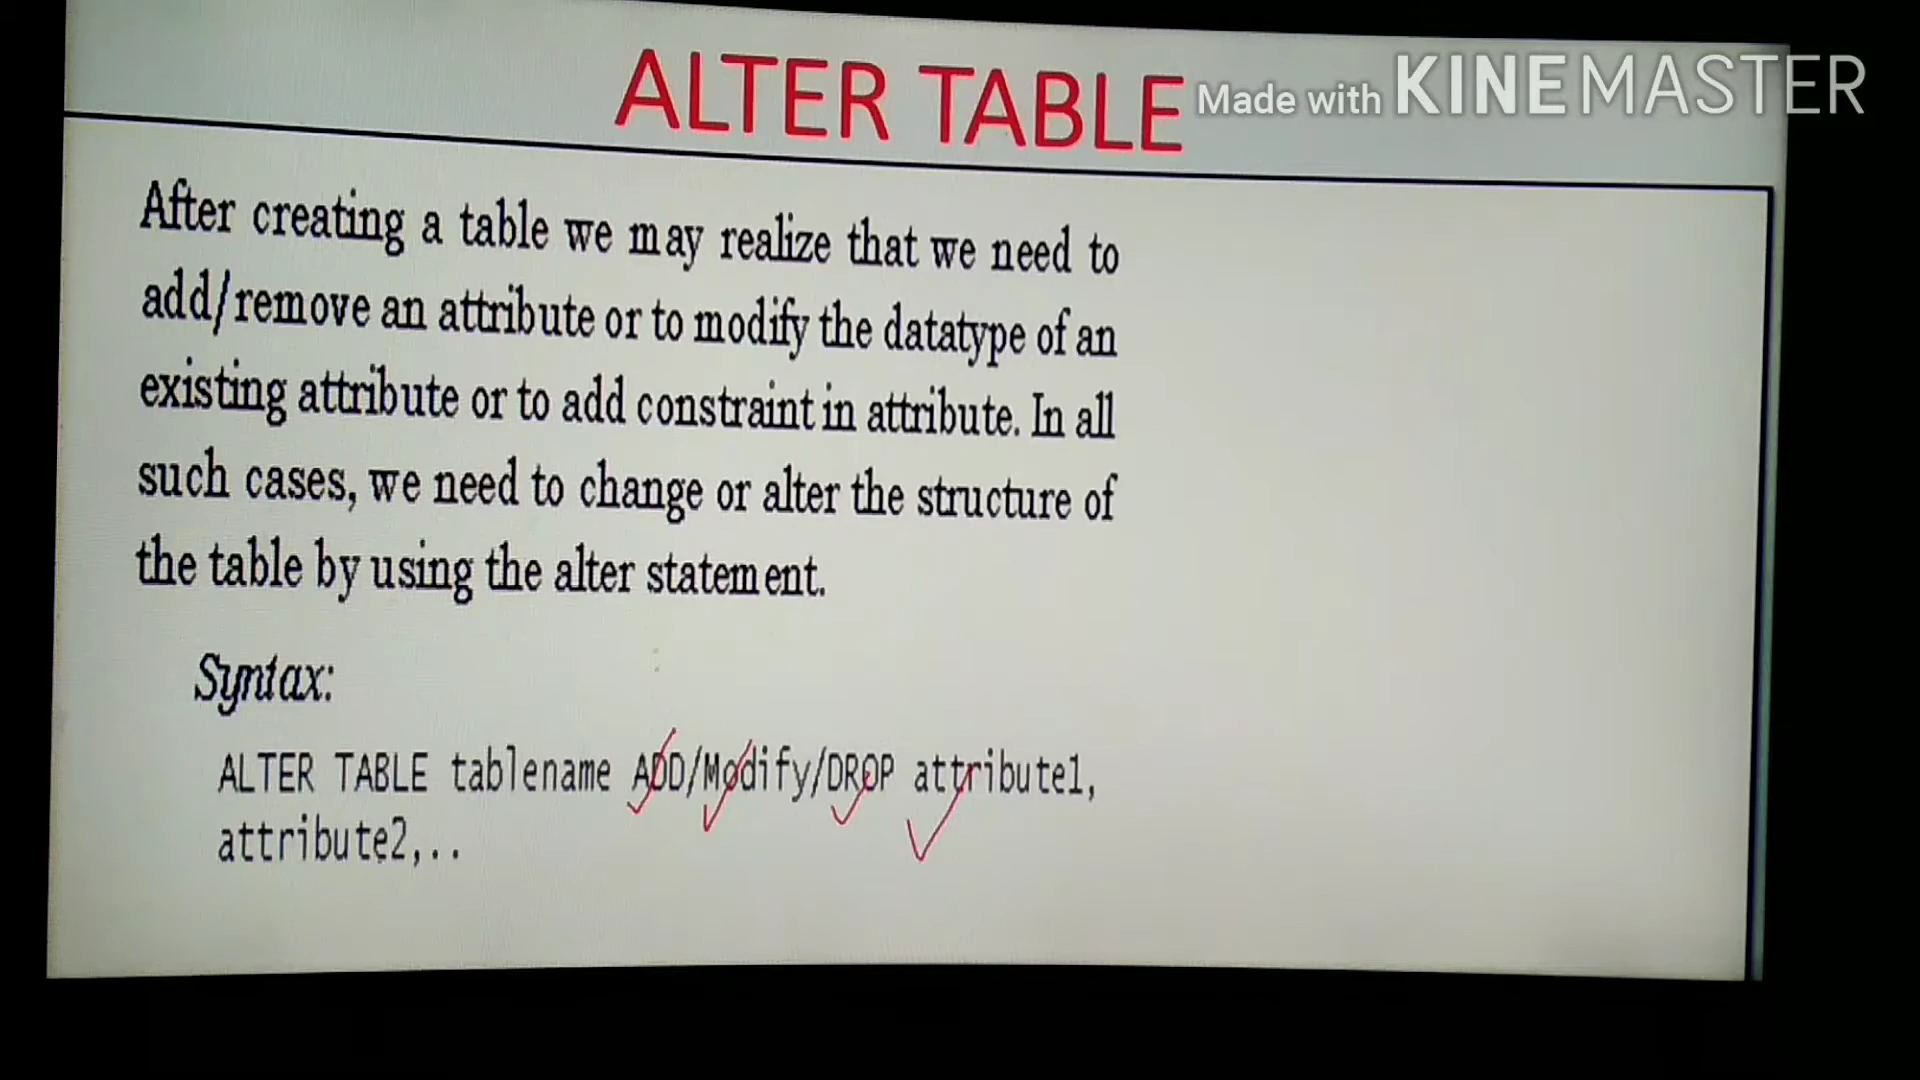 ALTER TABLE
Made with KINEMASTER
After creating a table we may realize that we need to
add/remove an attribute or to modify the datatype of an
existing attribute or to add constraint in attribute. In all
such cases, we need to change or alter the structure of
the table by using the alter statement.
Syntax:
ALTER TABLE tablename ADD/Modify/DROP attribute1,
attribute2,..